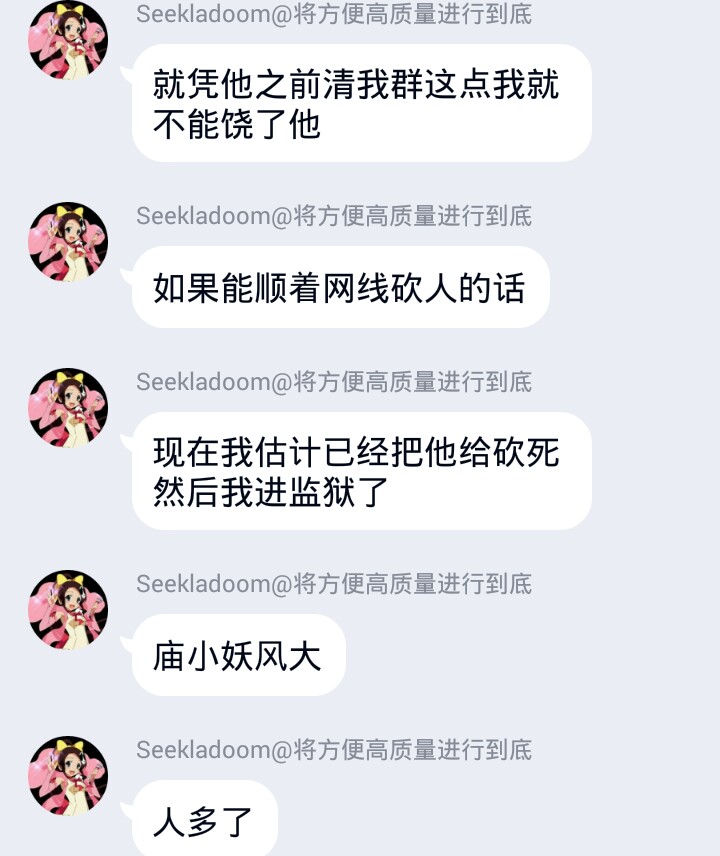 Seekladoom@将方便高质量进行到底
就凭他之前清我群这点我就
不能饶了他
Seekladoom@将方便高质量进行到底
如果能顺着网线砍人的话
Seekladoom@将方便高质量进行到底
现在我估计已经把他给砍死
然后我进监狱了
Seekladoom@将方便高质量进行到底
庙小妖风大
Seekladoom@将方便高质量进行到底
人多了